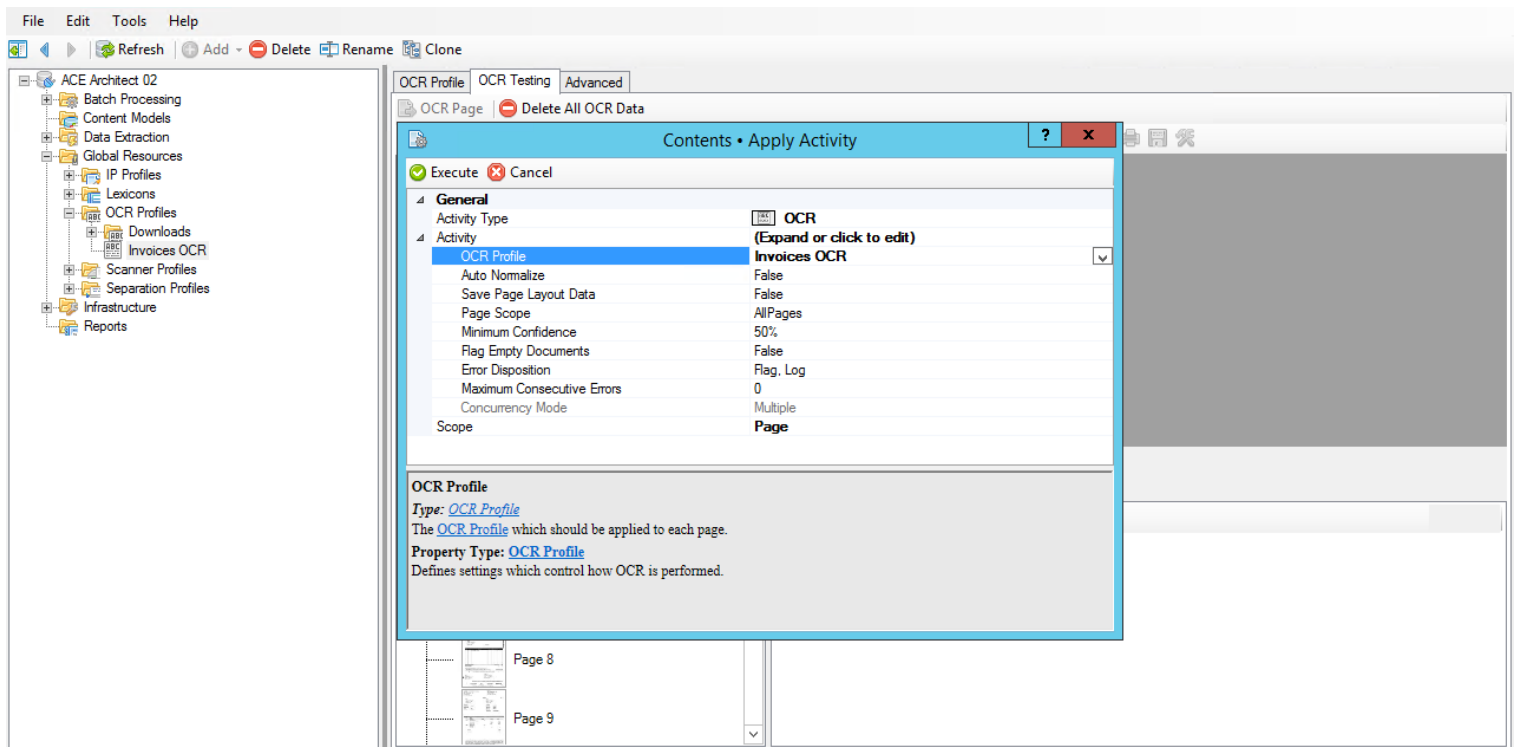 File Edit Tools Help
Refresh Add Delete Rename Clone
ACE Architect 02
Batch Processing
Content Models
Data Extraction
Global Resources
IP Profiles
Lexicons
OCR Profiles
Downloads
Invoices OCR
Scanner Profiles
Separation Profiles
Infrastructure
Reports
OCR Profile OCR Testing Advanced
OCR Page Delete All OCR Data
Contents • Apply Activity ? x
Execute Cancel
General
Activity Type OCR
Activity (Expand or click to edit)
OCR Profile Invoices OCR
Auto Normalize False
Save Page Layout Data False
Page Scope AllPages
Minimum Confidence 50%
Flag Empty Documents False
Error Disposition Flag, Log
Maximum Consecutive Errors 0
Concurrency Mode Multiple
Scope Page
OCR Profile
Type: OCR Profile
The OCR Profile which should be applied to each page.
Property Type: OCR Profile
Defines settings which control how OCR is performed.
Page 8
Page 9